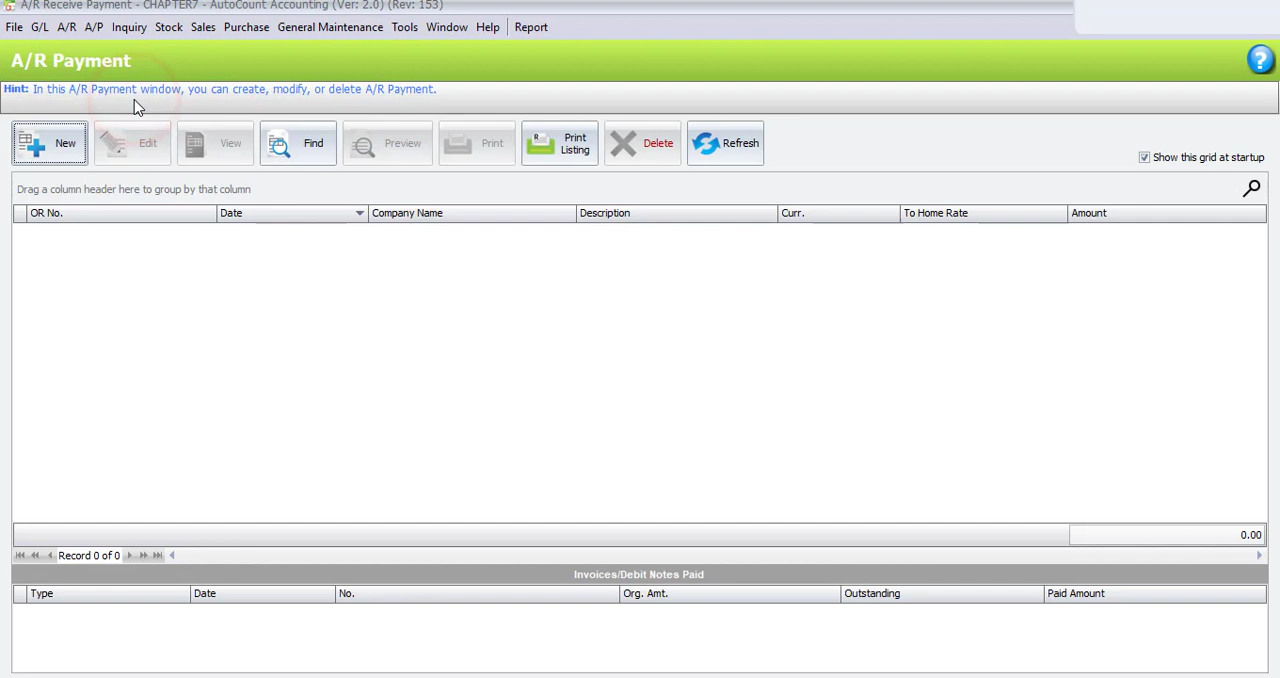 A/R Receive Payment - CHAPTER7 - AutoCount Accounting (Ver: 2.0) (Rev: 153)
File G/L A/R A/P Inquiry Stock Sales Purchase General Maintenance Tools Window Help Report
A/R Payment
Hint: In this A/R Payment window, you can create, modify, or delete A/R Payment.
New Edit View Find Preview Print Print Listing Delete Refresh
Show this grid at startup
Drag a column header here to group by that column
OR No. Date Company Name Description Curr. To Home Rate Amount
0.00
Record 0 of 0
Invoices/Debit Notes Paid
Type Date No. Org. Amt. Outstanding Paid Amount